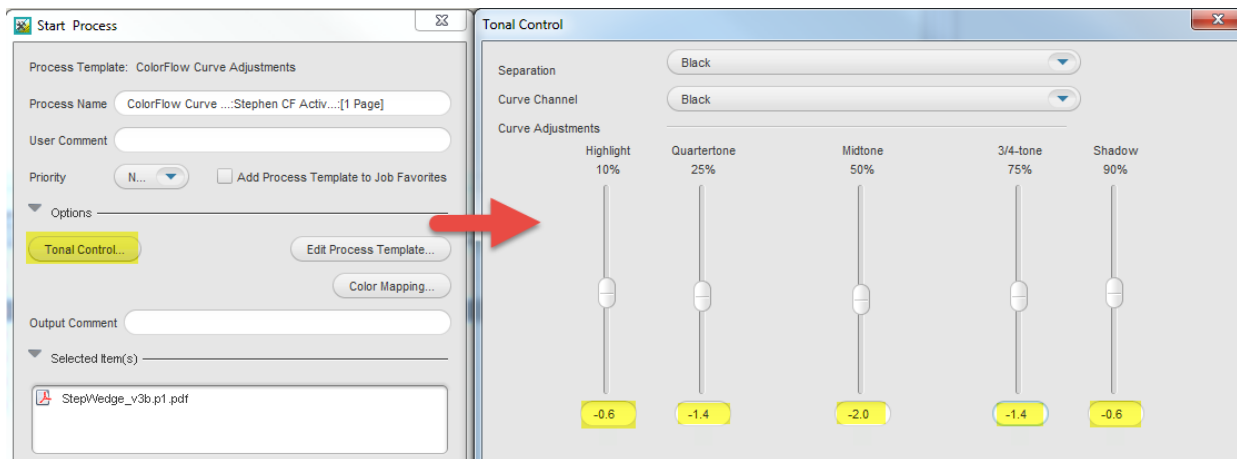 Start Process
Process Template: ColorFlow Curve Adjustments
Process Name ColorFlow Curve ...:Stephen CF Activ...:[1 Page]
User Comment
Priority N... Add Process Template to Job Favorites
Options
Tonal Control... Edit Process Template...
Color Mapping...
Output Comment
Selected Item(s)
StepWedge_v3b.p1.pdf
Tonal Control
Separation Black
Curve Channel Black
Curve Adjustments
Highlight Quartertone Midtone 3/4-tone Shadow
10% 25% 50% 75% 90%
-0.6 -1.4 -2.0 -1.4 -0.6